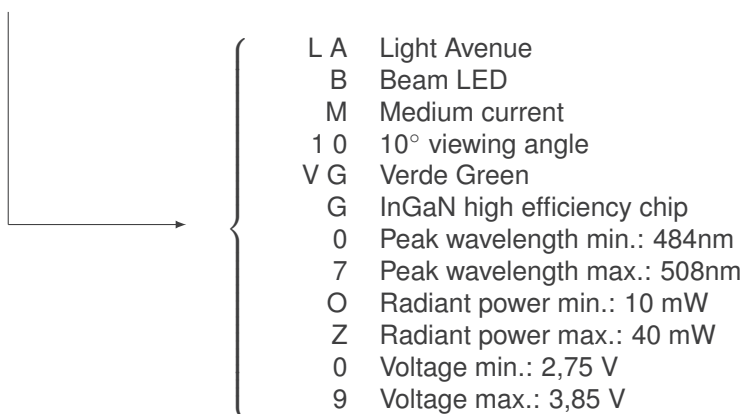 L A Light Avenue
B Beam LED
M Medium current
1 0 10° viewing angle
V G Verde Green
G InGaN high efficiency chip
0 Peak wavelength min.: 484nm
7 Peak wavelength max.: 508nm
O Radiant power min.: 10 mW
Z Radiant power max.: 40 mW
0 Voltage min.: 2,75 V
9 Voltage max.: 3,85 V